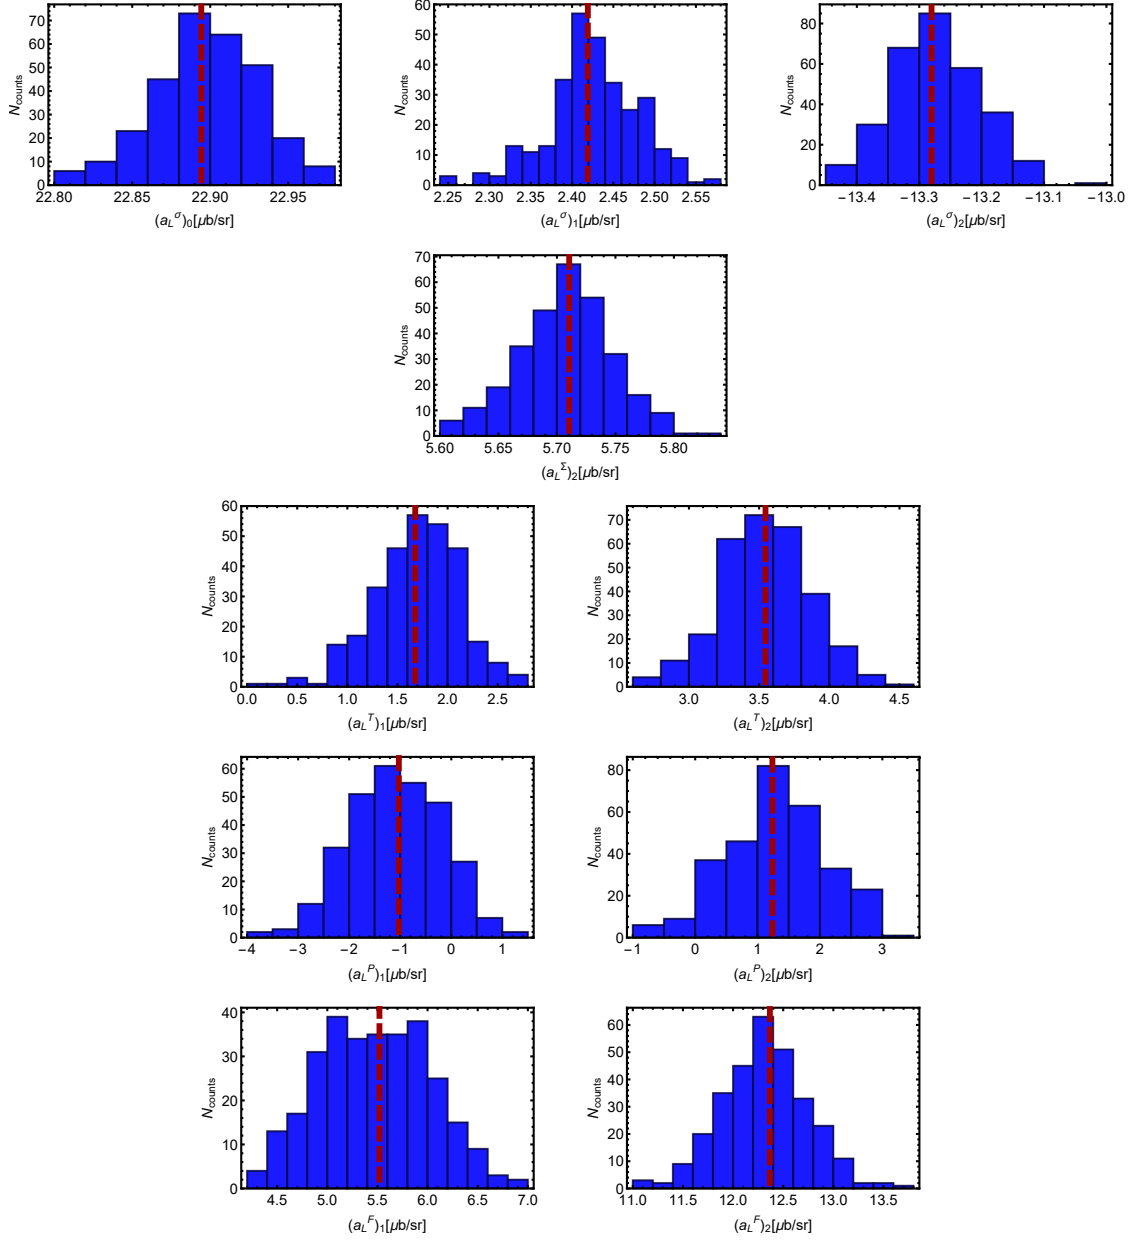 70
60
50
40
30
20
10
0
N_counts
22.80 22.85 22.90 22.95
(a_L^σ)_0[μb/sr]
60
50
40
30
20
10
0
N_counts
2.24 2.30 2.35 2.40 2.45 2.50 2.55
(a_L^σ)_1[μb/sr]
80
60
40
20
0
N_counts
−13.4 −13.3 −13.2 −13.1 −13.0
(a_L^σ)_2[μb/sr]
70
60
50
40
30
20
10
0
N_counts
5.60 5.65 5.70 5.75 5.80
(a_L^Σ)_2[μb/sr]
60
50
40
30
20
10
0
N_counts
0.0 0.5 1.0 1.5 2.0 2.5
(a_L^T)_1[μb/sr]
70
60
50
40
30
20
10
0
N_counts
3.0 3.5 4.0 4.5
(a_L^T)_2[μb/sr]
60
50
40
30
20
10
0
N_counts
−4 −3 −2 −1 0 1
(a_L^P)_1[μb/sr]
80
60
40
20
0
N_counts
−1 0 1 2 3
(a_L^P)_2[μb/sr]
40
30
20
10
0
N_counts
4.5 5.0 5.5 6.0 6.5 7.0
(a_L^F)_1[μb/sr]
60
50
40
30
20
10
0
N_counts
11.0 11.5 12.0 12.5 13.0 13.5
(a_L^F)_2[μb/sr]